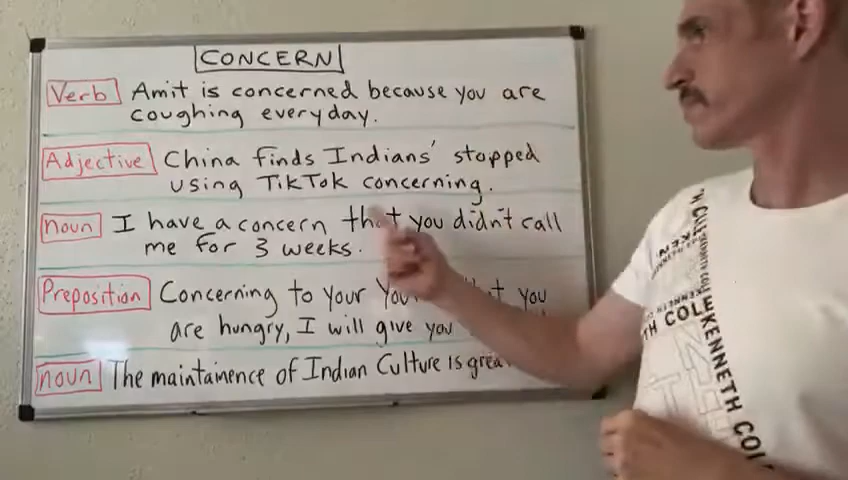 CONCERN
Verb Amit is concerned because you are
coughing everyday.
Adjective China finds Indians' stopped
using TikTok concerning.
noun I have a concern that you didn't call
me for 3 weeks.
Preposition Concerning to your you
are hungry, I will give you
noun The maintainence of Indian Culture is
KENNETH COLE